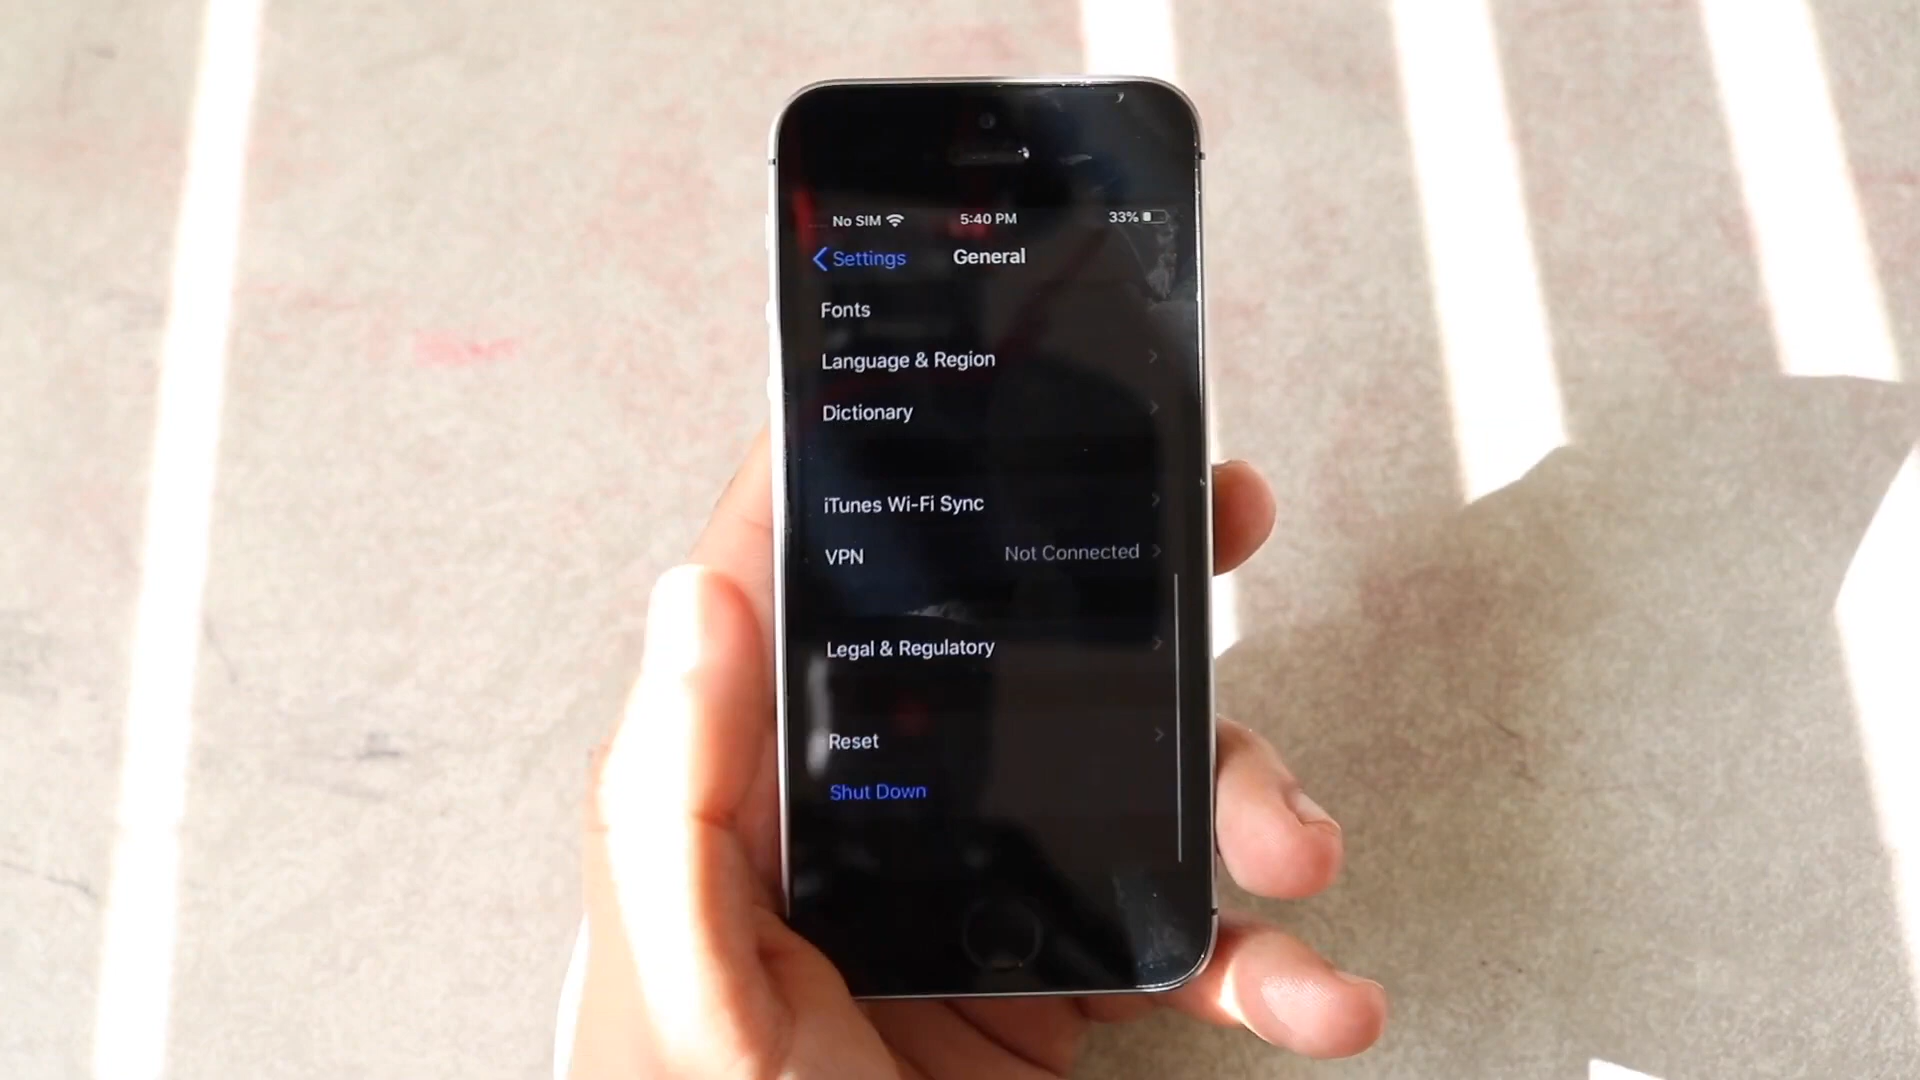 No SIM 5:40 PM 33%
Settings General
Fonts
Language & Region
Dictionary
iTunes Wi-Fi Sync
VPN Not Connected
Legal & Regulatory
Reset
Shut Down